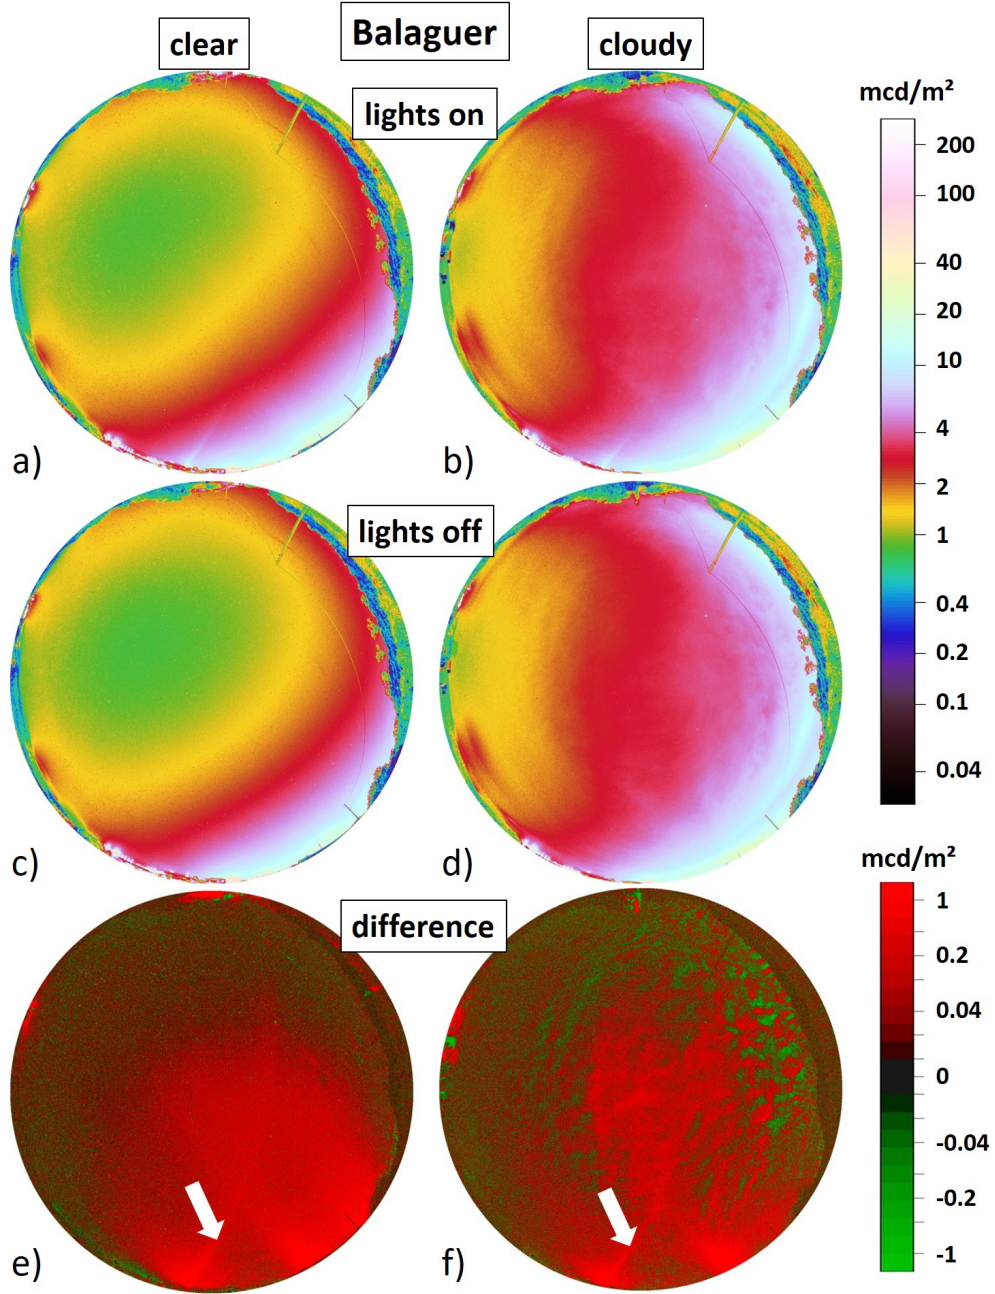 Balaguer
clear
cloudy
lights on
mcd/m²
200
100
40
20
10
4
2
1
0.4
0.2
0.1
0.04
a)
b)
lights off
c)
d)
mcd/m²
difference
1
0.2
0.04
0
-0.04
-0.2
-1
e)
f)